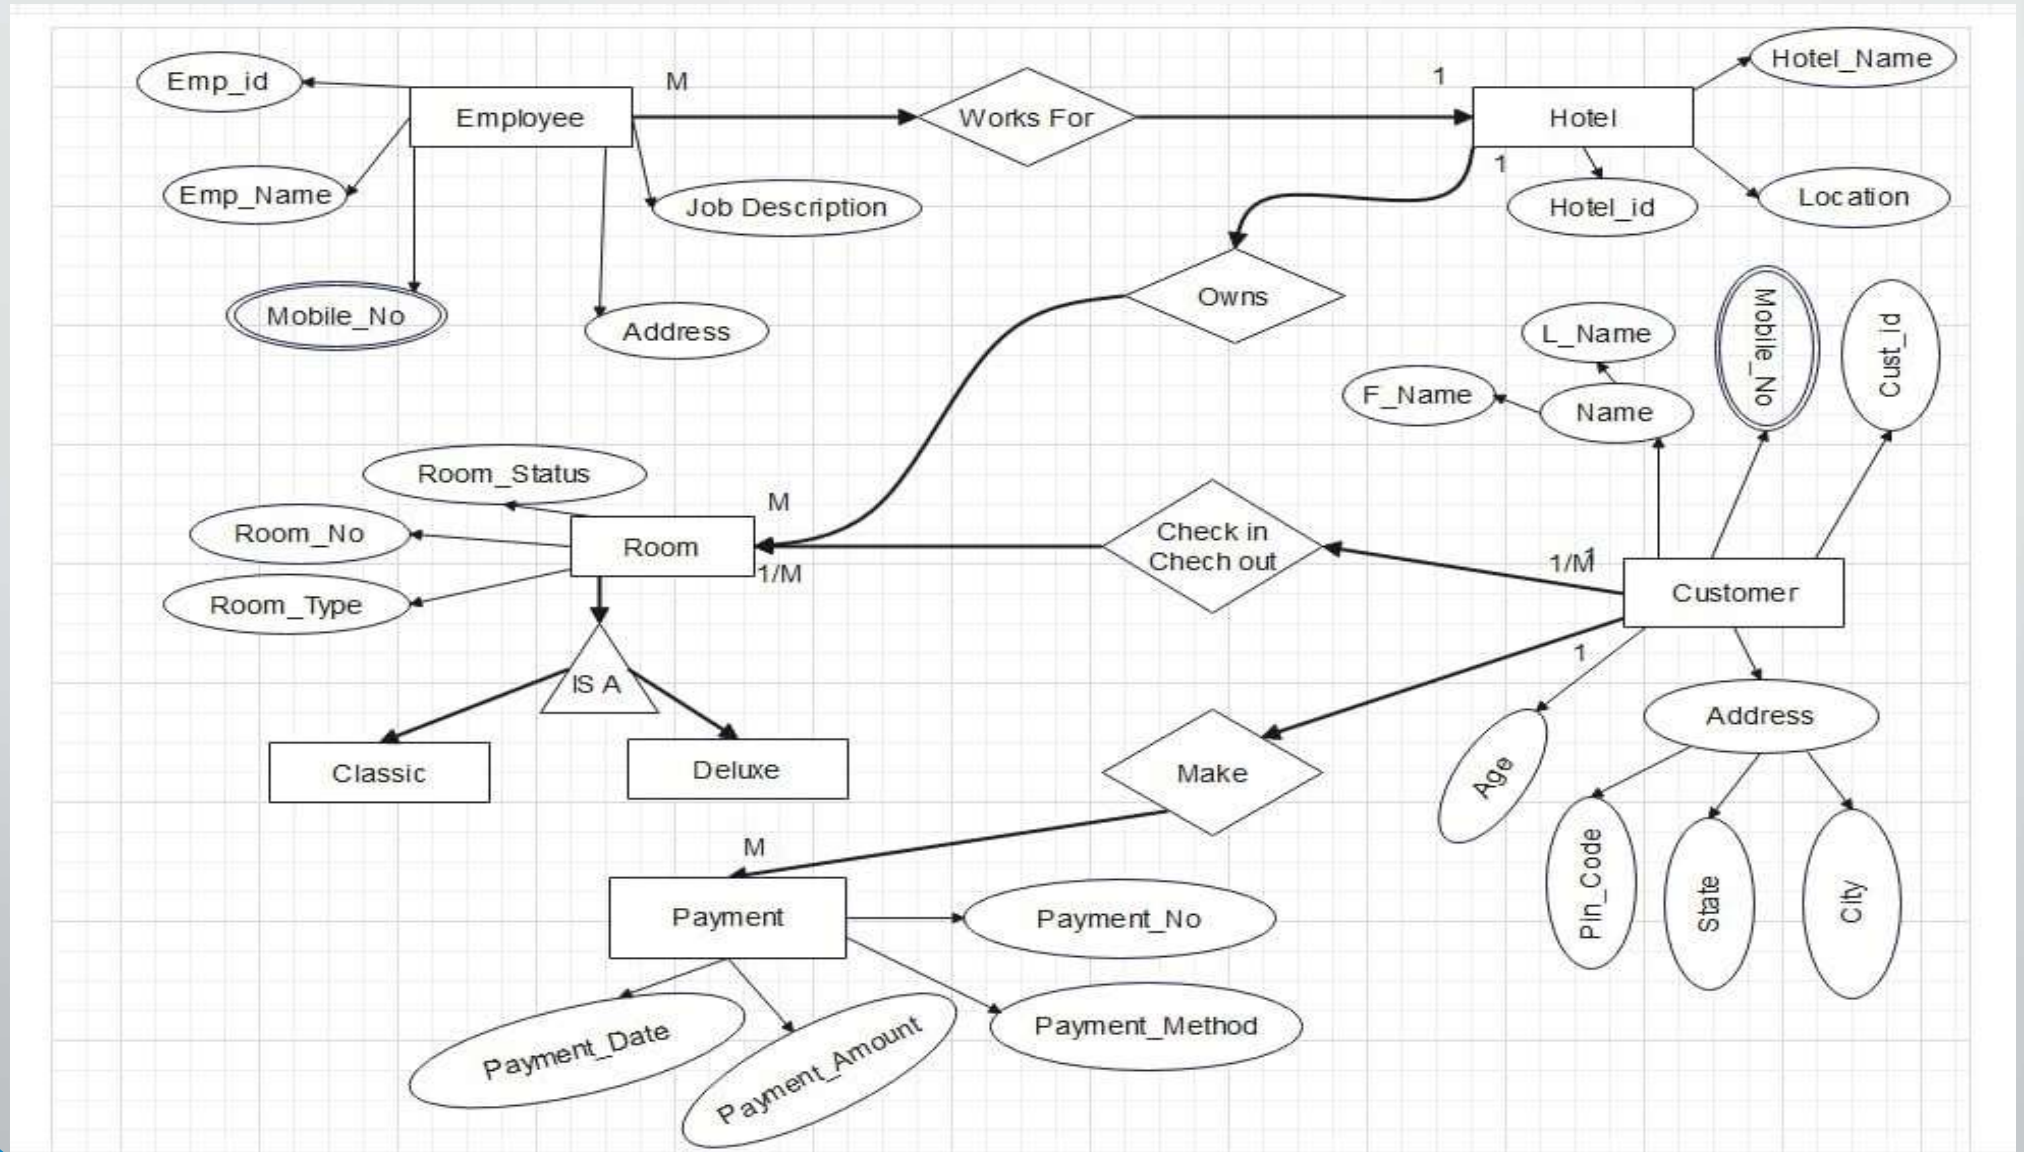 Hotel_Name
Emp_id
M
1
Employee
Works For
Hotel
1
Emp_Name
Job Description
Hotel_id
Location
Mobile_No
Address
Owns
L_Name
Mobile_No
Cust_id
F_Name
Name
Room_Status
M
Room_No
Room
Check in
Chech out
1/M
1
1/M
Customer
Room_Type
1
IS A
Address
Classic
Deluxe
Make
Age
M
Pin_Code
State
City
Payment
Payment_No
Payment_Date
Payment_Amount
Payment_Method